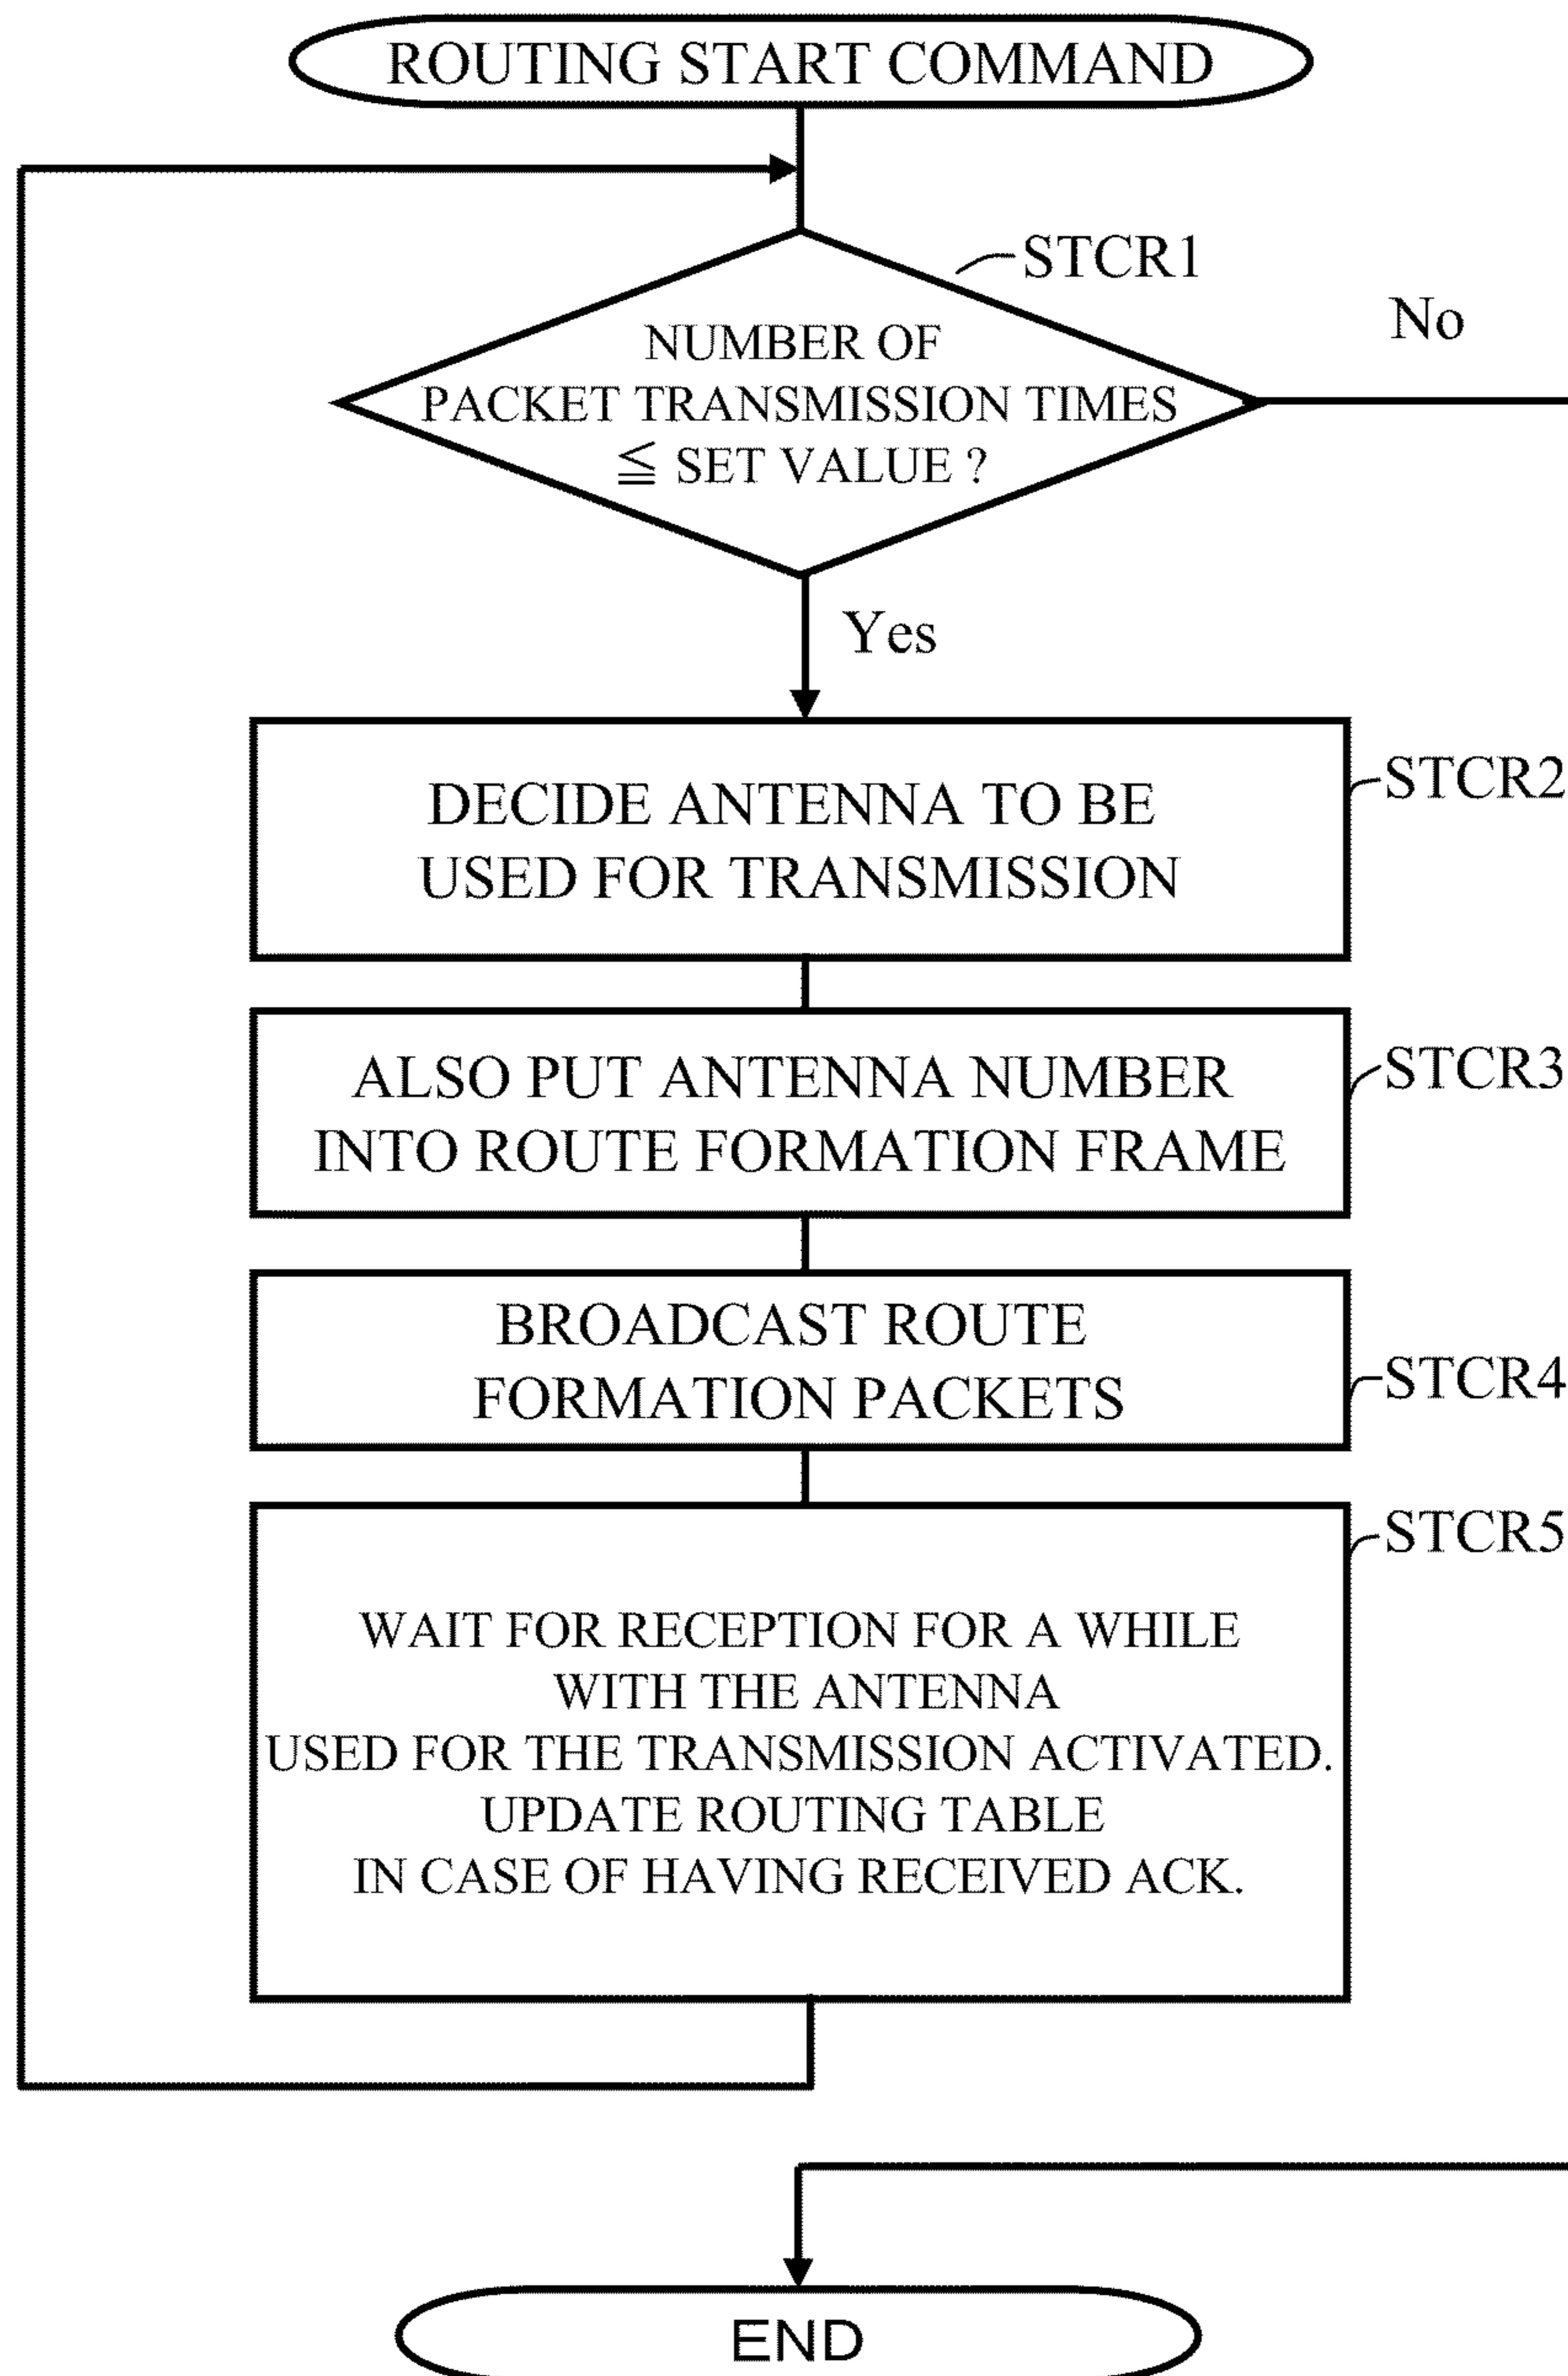 ROUTING START COMMAND
STCR1
No
NUMBER OF
PACKET TRANSMISSION TIMES
≦ SET VALUE ?
Yes
DECIDE ANTENNA TO BE
USED FOR TRANSMISSION
STCR2
ALSO PUT ANTENNA NUMBER
INTO ROUTE FORMATION FRAME
STCR3
BROADCAST ROUTE
FORMATION PACKETS
STCR4
STCR5
WAIT FOR RECEPTION FOR A WHILE
WITH THE ANTENNA
USED FOR THE TRANSMISSION ACTIVATED.
UPDATE ROUTING TABLE
IN CASE OF HAVING RECEIVED ACK.
END